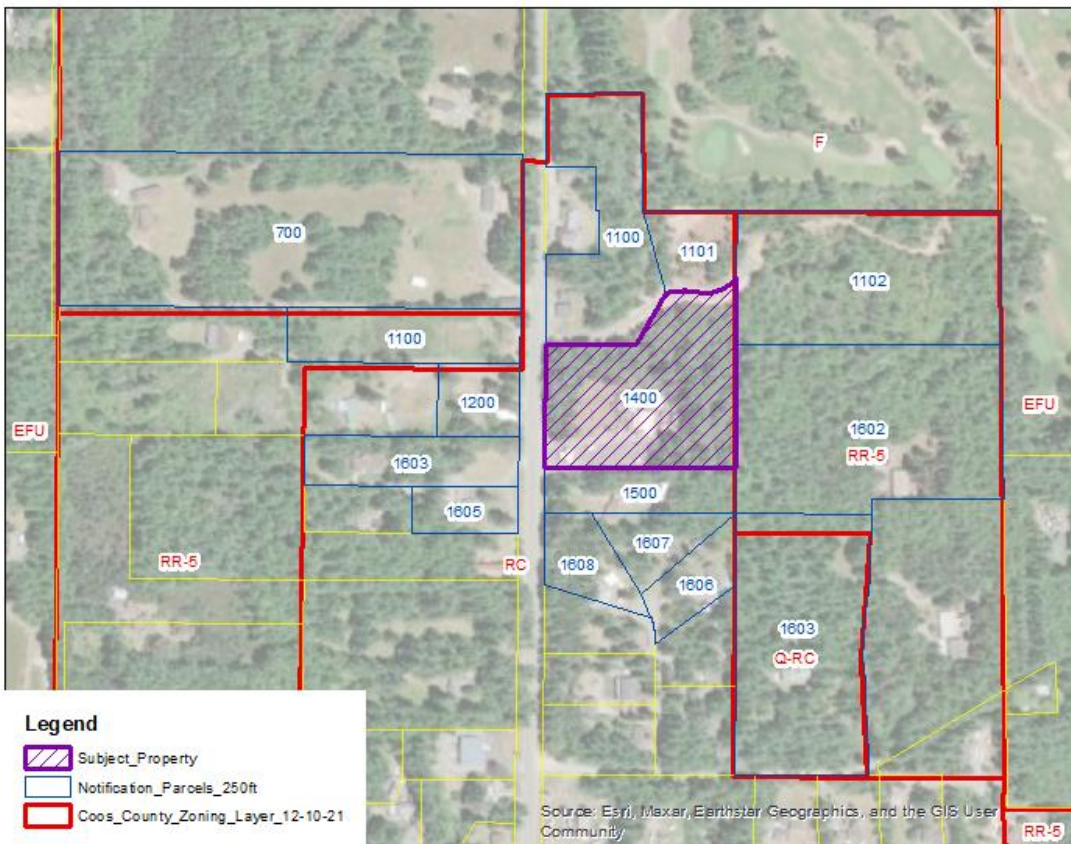 F
700
1100
1101
1102
1100
1200
1400
EFU
1602
EFU
RR-5
1603
1500
1605
1607
RR-5
RC
1608
1606
1603
Q-RC
Legend
Subject_Property
Notification_Parcels_250ft
Coos_County_Zoning_Layer_12-10-21
Source: Esri, Maxar, Earthstar Geographics, and the GIS User
Community
RR-5